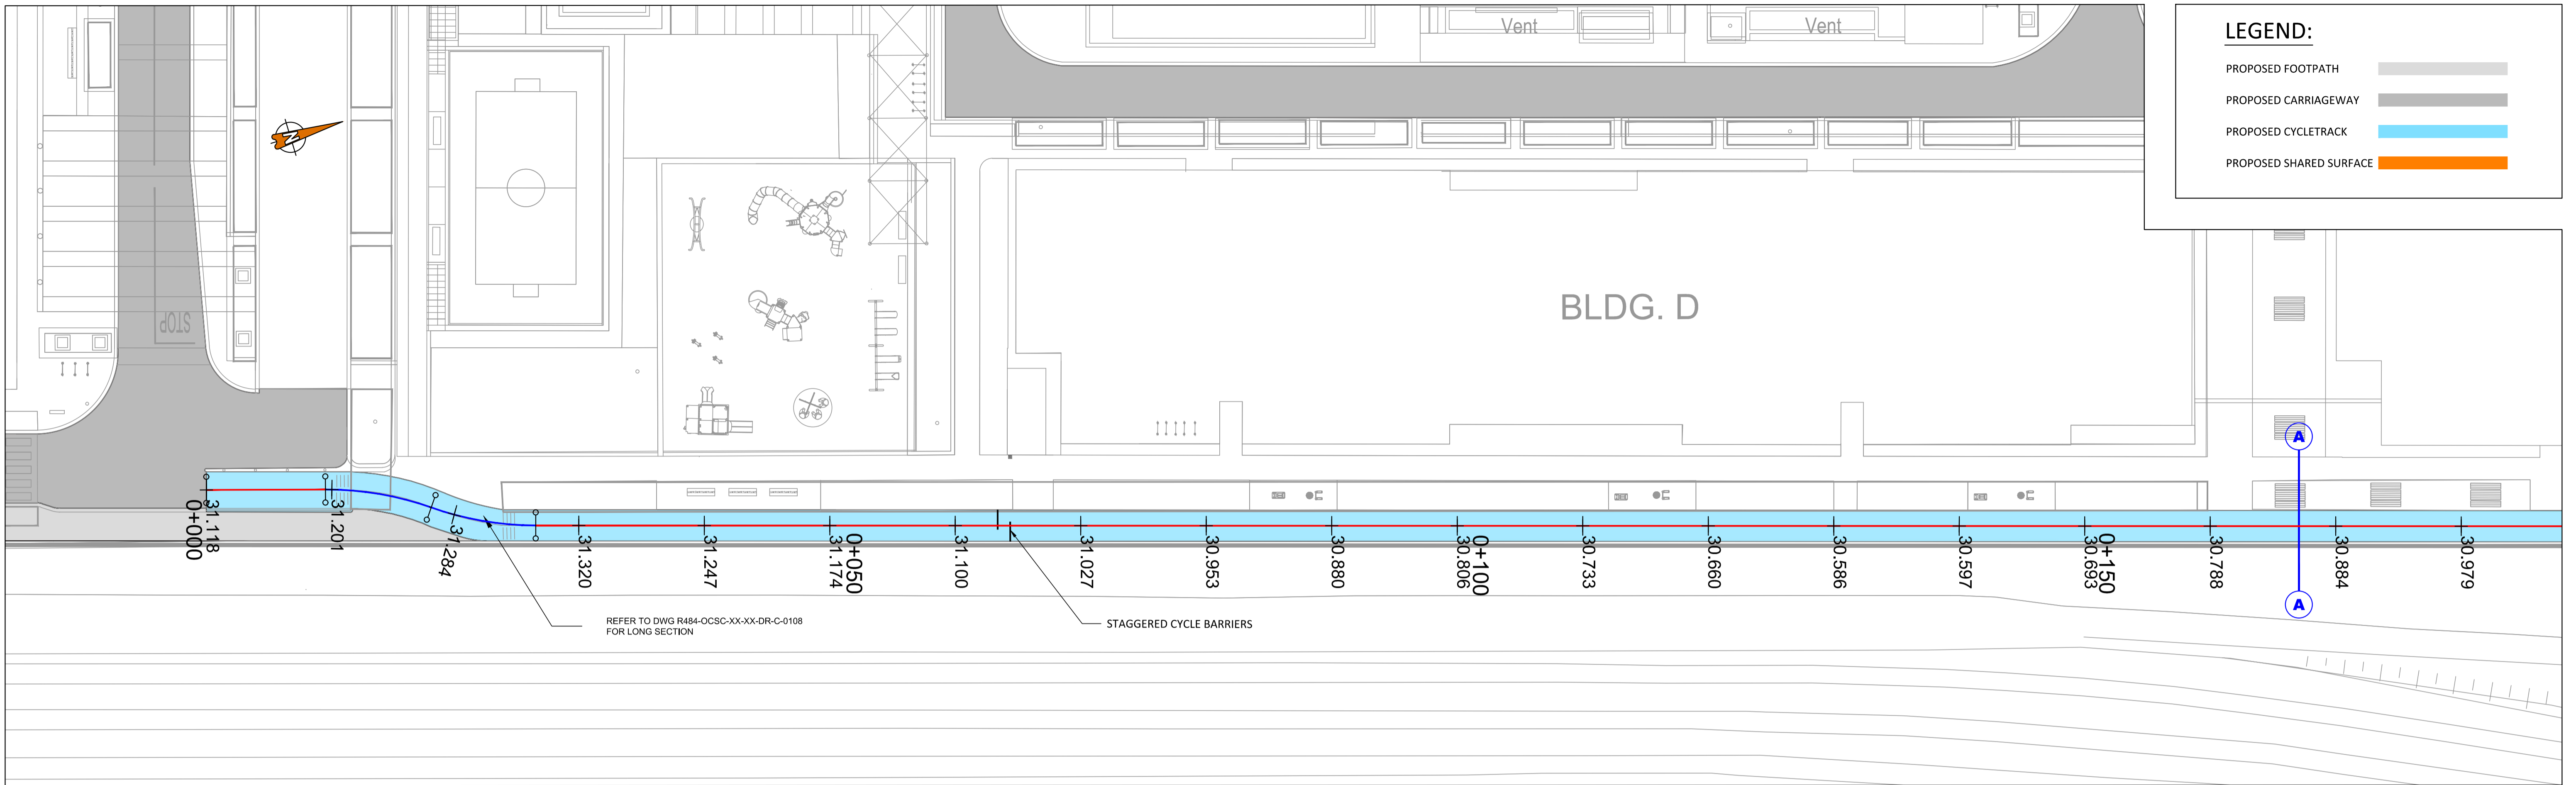 Vent
Vent
LEGEND:
PROPOSED FOOTPATH
PROPOSED CARRIAGEWAY
PROPOSED CYCLETRACK
PROPOSED SHARED SURFACE
N
STOP
BLDG. D
A
0+000
31.118
31.201
31.284
31.320
31.247
31.174
0+050
31.100
31.027
30.953
30.880
30.806
0+100
30.733
30.660
30.586
30.597
30.693
0+150
30.788
30.884
30.979
A
REFER TO DWG R484-OCSC-XX-XX-DR-C-0108
FOR LONG SECTION
STAGGERED CYCLE BARRIERS